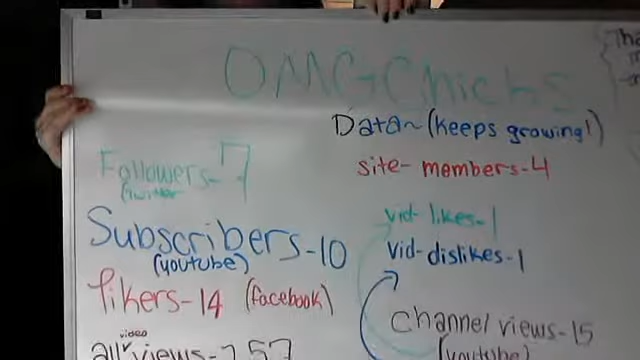 OMGChicks
Data~(keeps growing!)
site- members-4
Followers-7
(twitter
vid- likes-1
Subscribers-10
(youtube)
vid-dislikes-1
likers-14 (facebook)
channel views-15
(youtube)
video
all views-